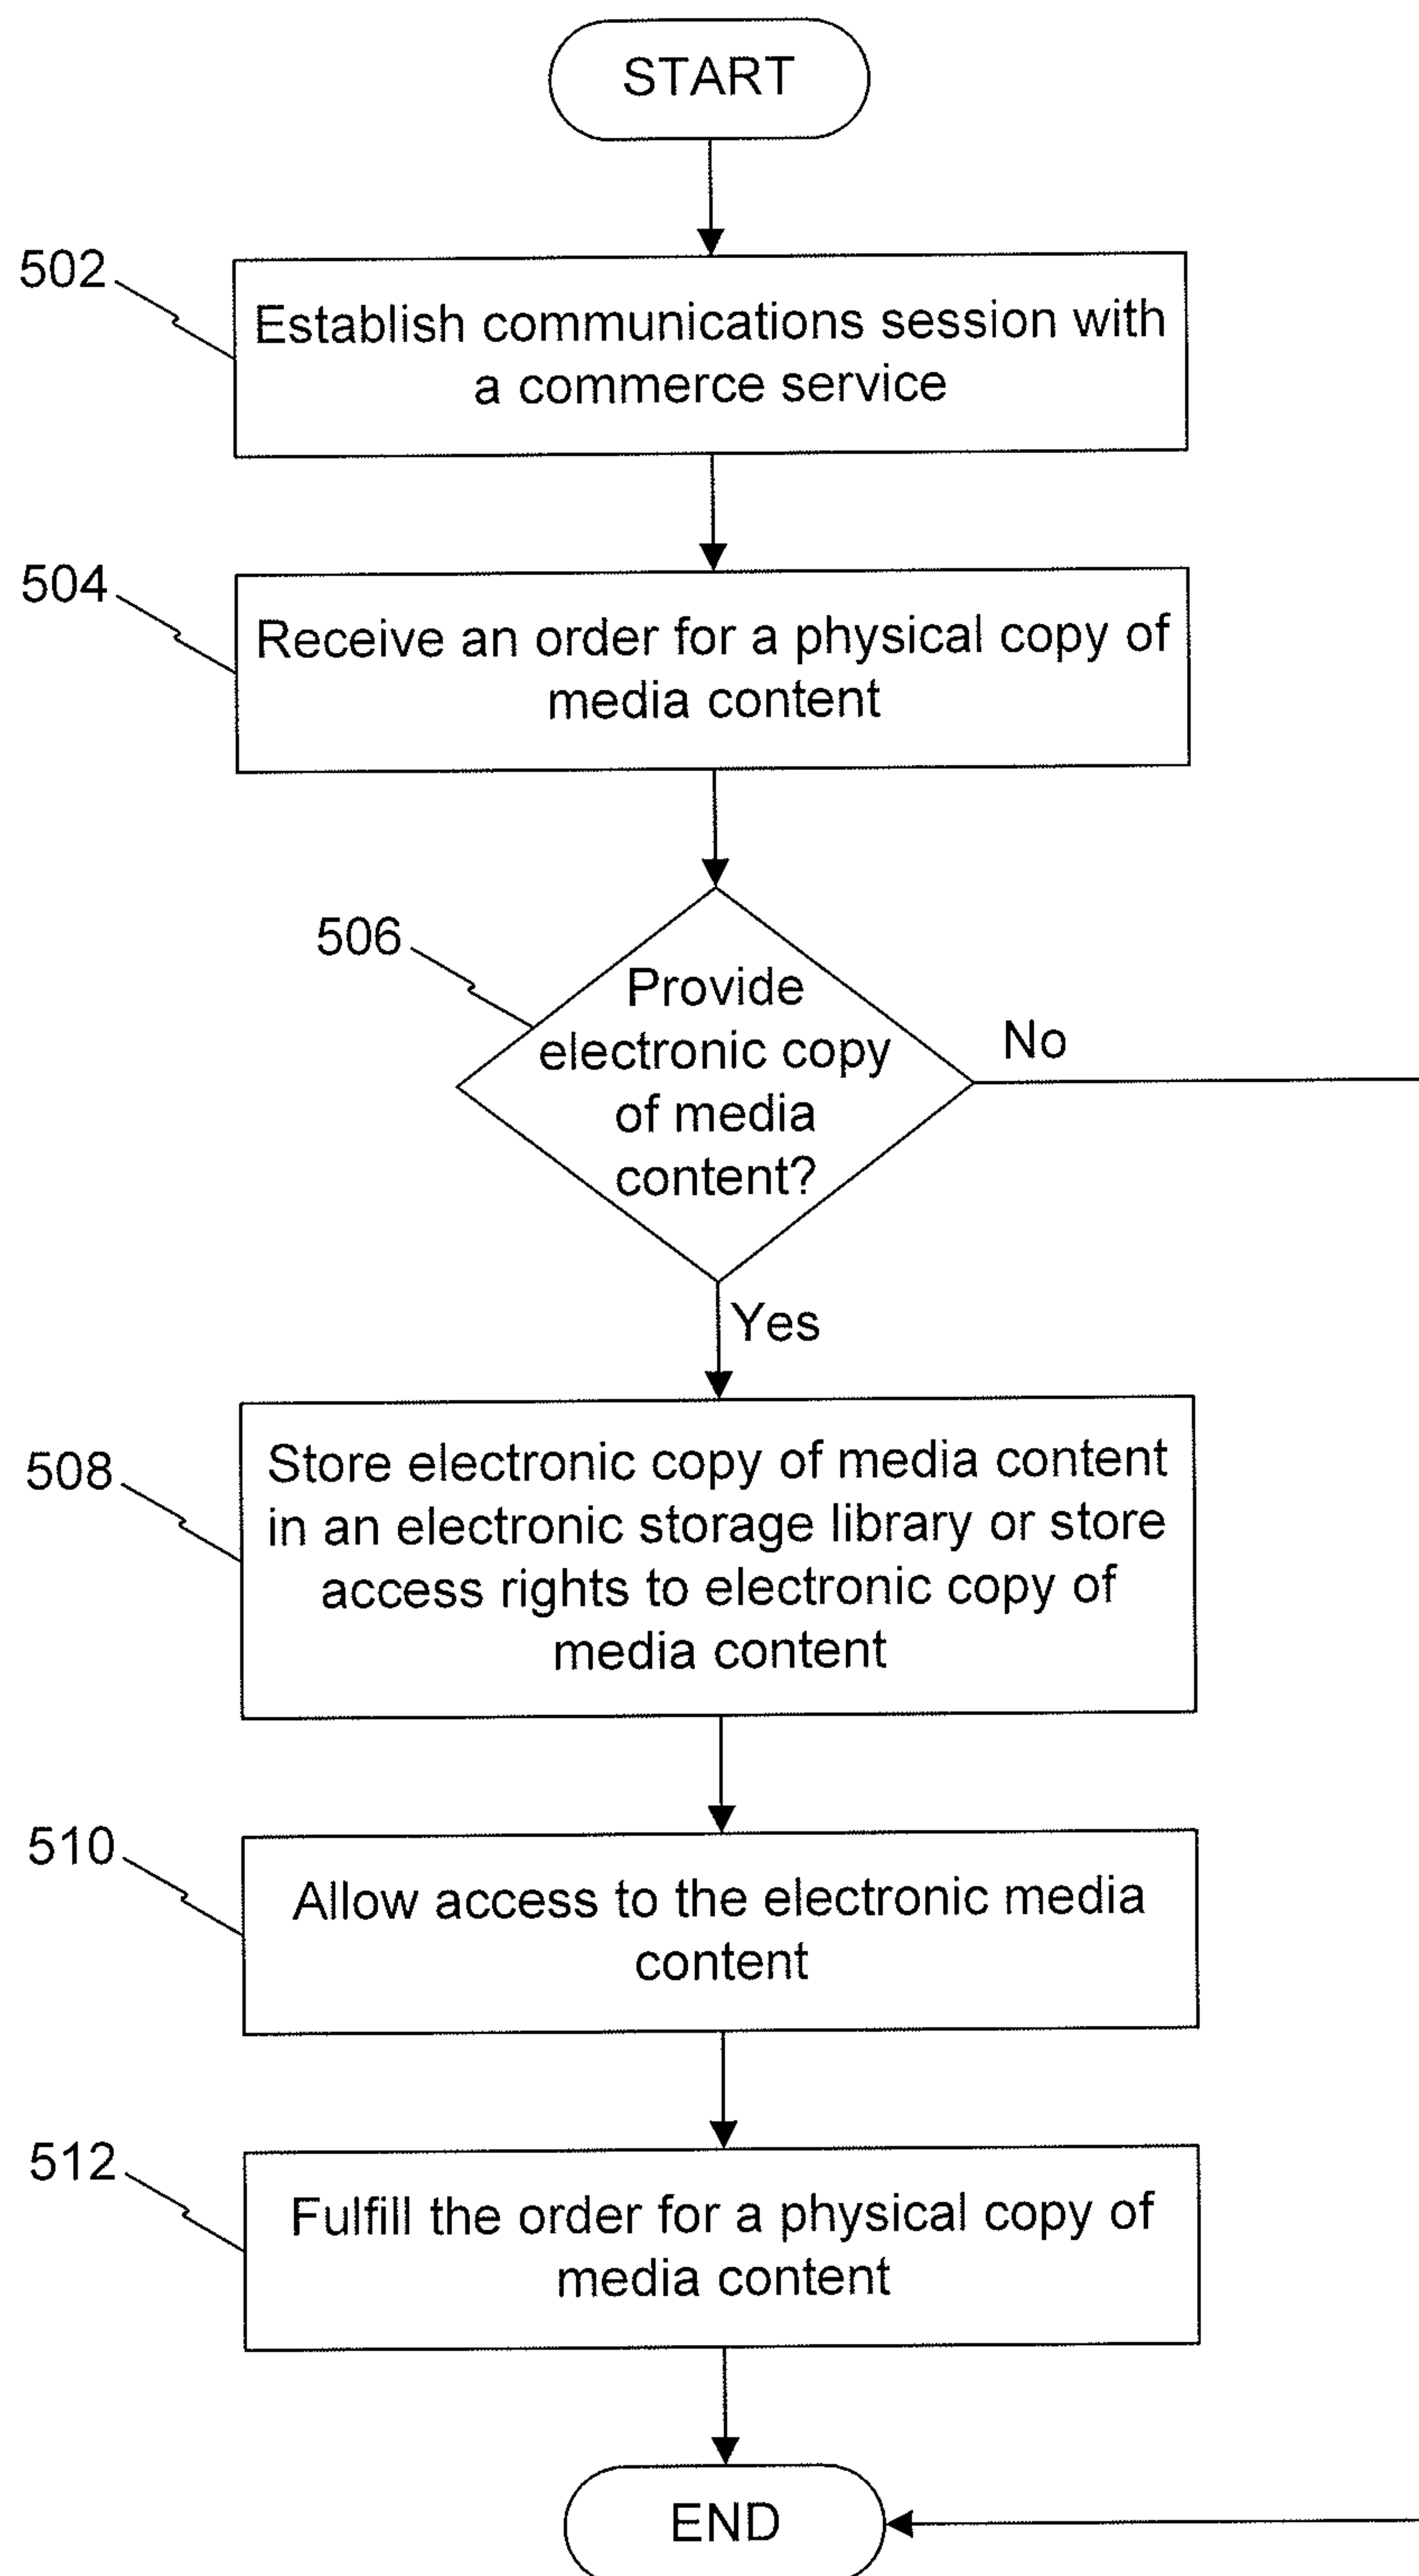 START
502
Establish communications session with
a commerce service
504
Receive an order for a physical copy of
media content
506
Provide
electronic copy
of media
content?
No
Yes
508
Store electronic copy of media content
in an electronic storage library or store
access rights to electronic copy of
media content
510
Allow access to the electronic media
content
512
Fulfill the order for a physical copy of
media content
END